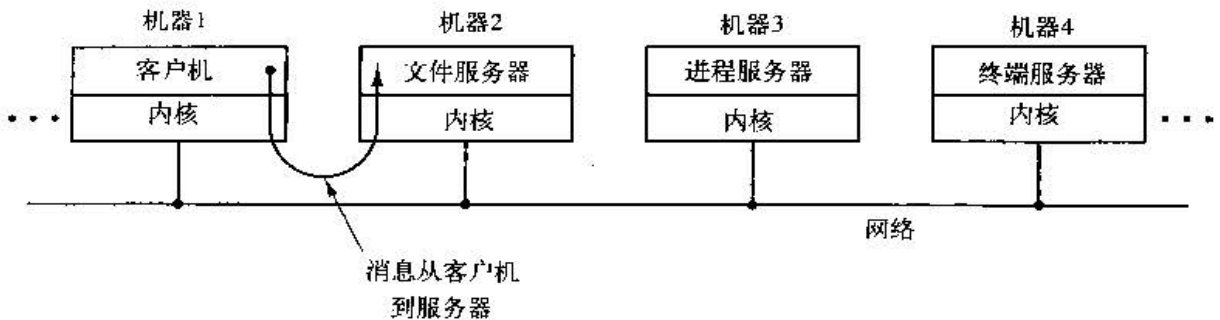 机器1
机器2
机器3
机器4
客户机
文件服务器
进程服务器
终端服务器
内核
内核
内核
内核
网络
消息从客户机
到服务器